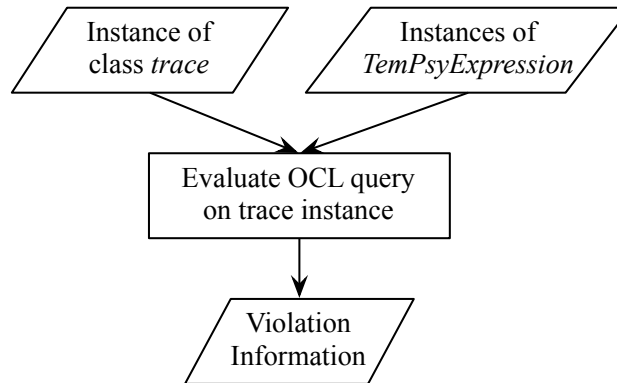 Instance of
class trace
Instances of
TemPsyExpression
Evaluate OCL query
on trace instance
Violation
Information